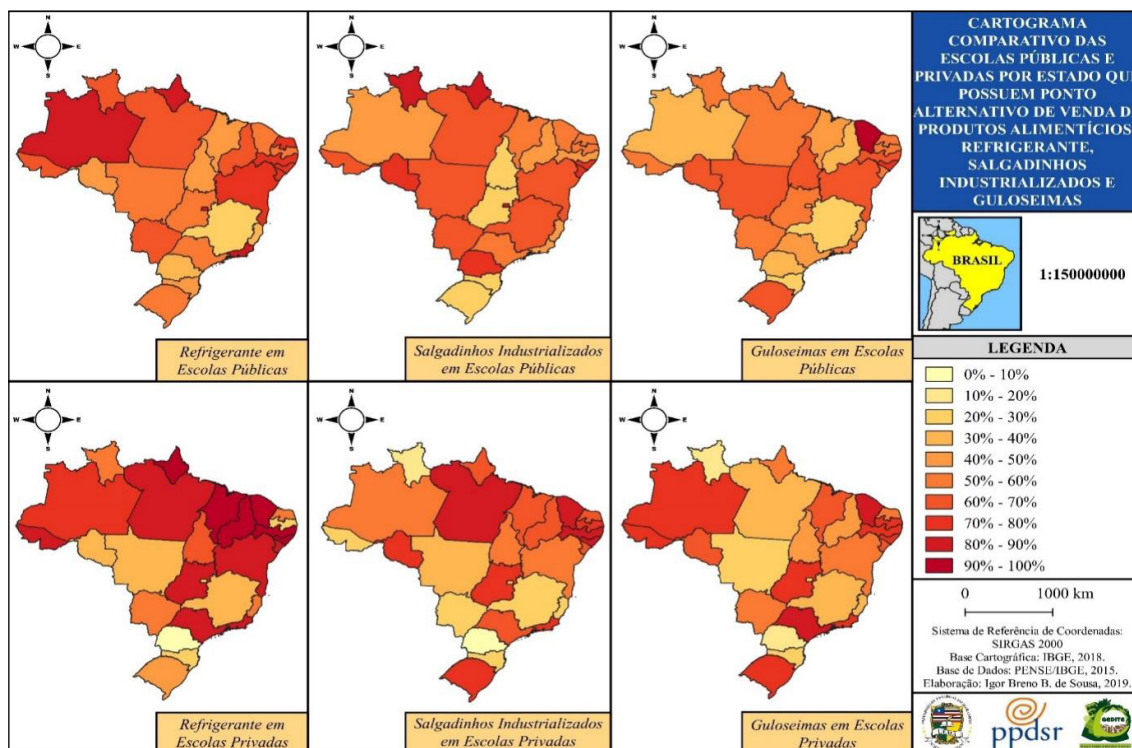 N
W E
S
N
W E
S
N
W E
S
Refrigerante em
Escolas Públicas
Salgadinhos Industrializados
em Escolas Públicas
Guloseimas em Escolas
Públicas
N
W E
S
N
W E
S
N
W E
S
Refrigerante em
Escolas Privadas
Salgadinhos Industrializados
em Escolas Privadas
Guloseimas em Escolas
Privadas
CARTOGRAMA
COMPARATIVO DAS
ESCOLAS PÚBLICAS E
PRIVADAS POR ESTADO QUE
POSSUEM PONTO
ALTERNATIVO DE VENDA D
PRODUTOS ALIMENTÍCIOS
REFRIGERANTE,
SALGADINHOS
INDUSTRIALIZADOS E
GULOSEIMAS
BRASIL
1:150000000
LEGENDA
0% - 10%
10% - 20%
20% - 30%
30% - 40%
40% - 50%
50% - 60%
60% - 70%
70% - 80%
80% - 90%
90% - 100%
0 1000 km
Sistema de Referência de Coordenadas:
SIRGAS 2000
Base Cartográfica: IBGE, 2018.
Base de Dados: PENSE/IBGE, 2015.
Elaboração: Igor Breno B. de Sousa, 2019.
ppdsr